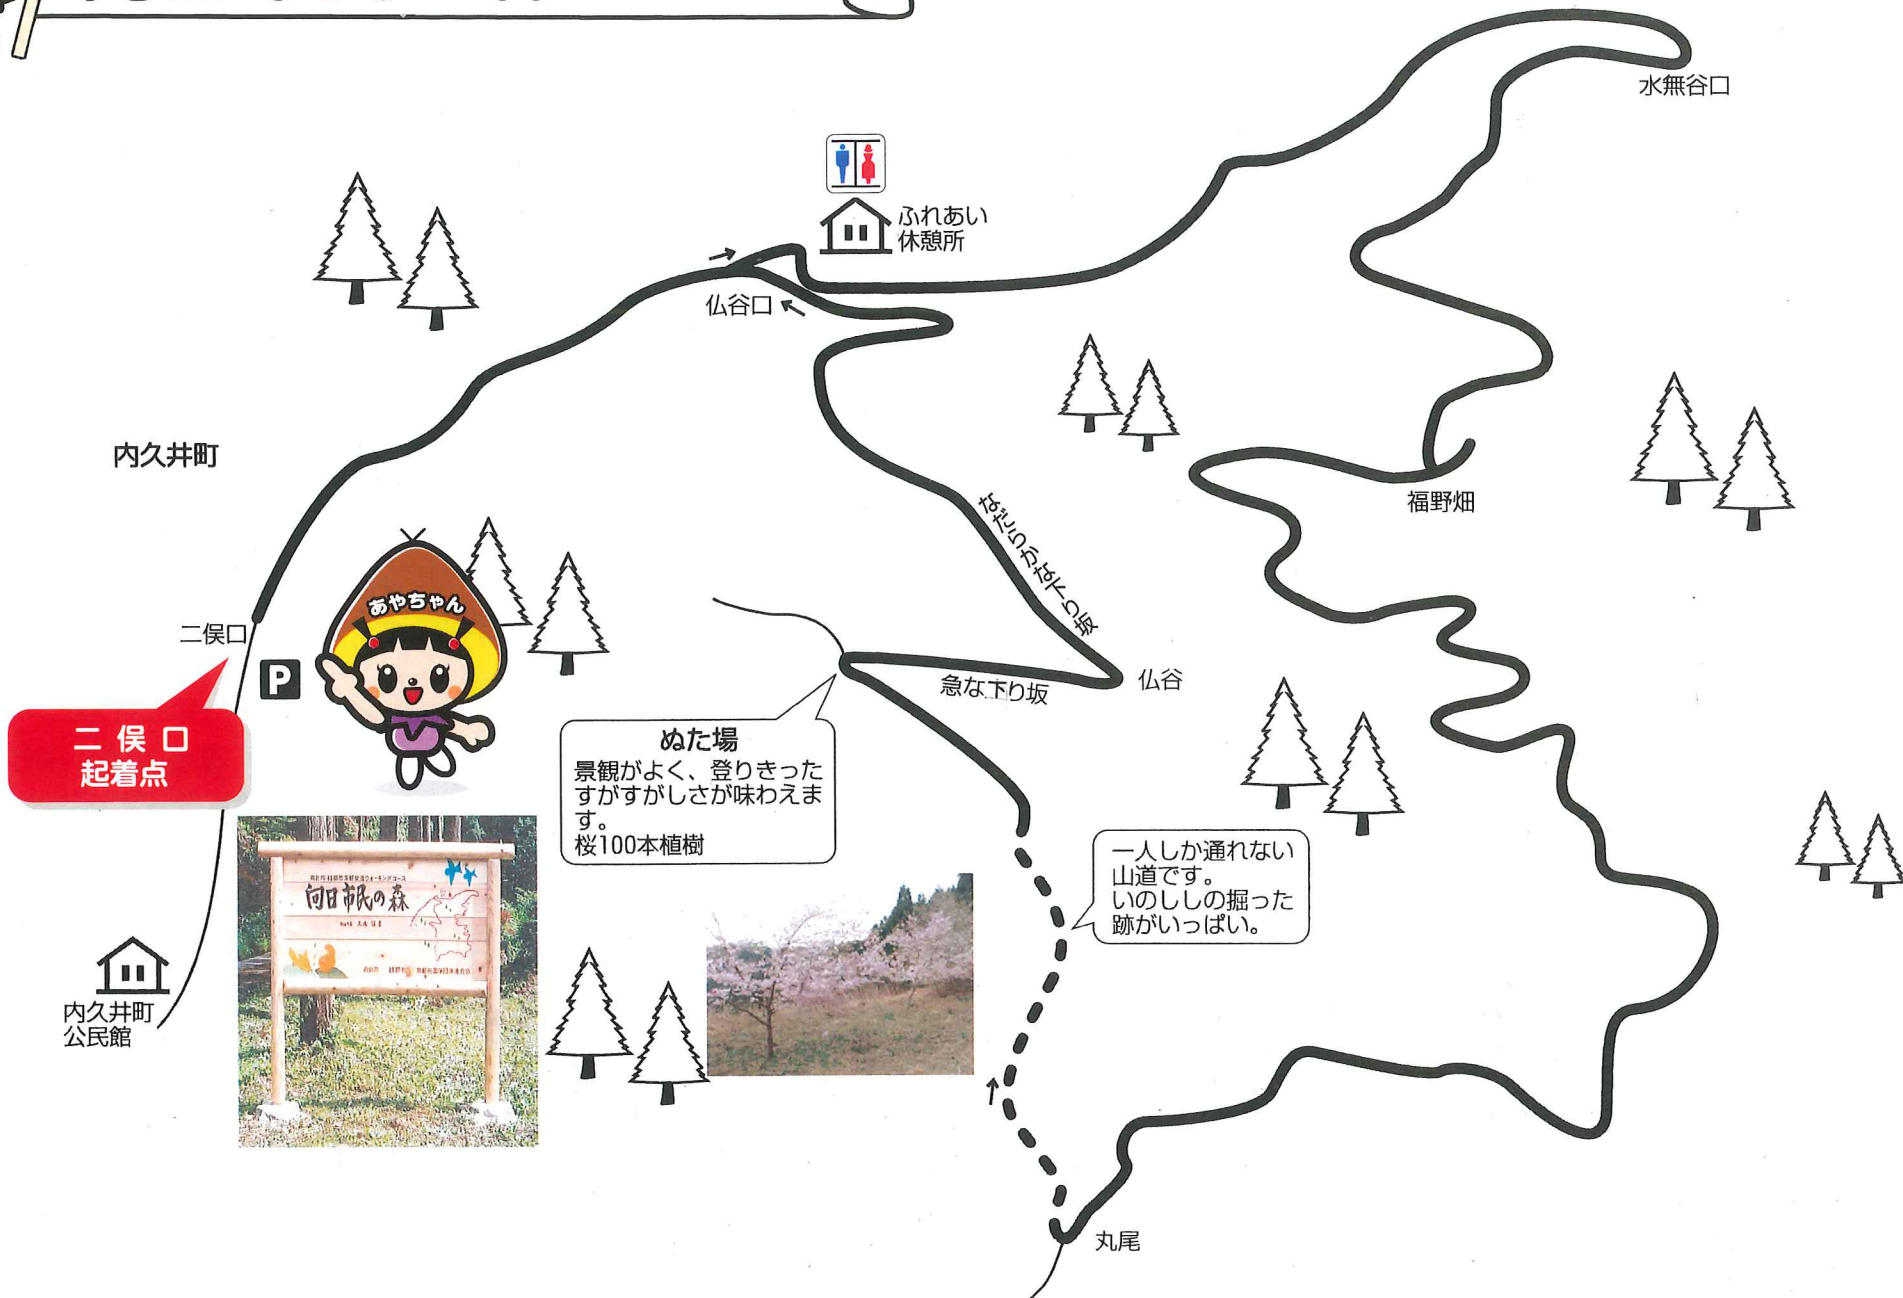 水無谷口
ふれあい
休憩所
仏谷口
内久井町
福野畑
なだらかな下り坂
あやちゃん
二俣口
P
急な下り坂
仏谷
二俣口
起着点
ぬた場
景観がよく、登りきった
すがすがしさが味わえま
す。
桜100本植樹
一人しか通れない
山道です。
いのししの掘った
跡がいっぱい。
向日市民の森
内久井町
公民館
丸尾